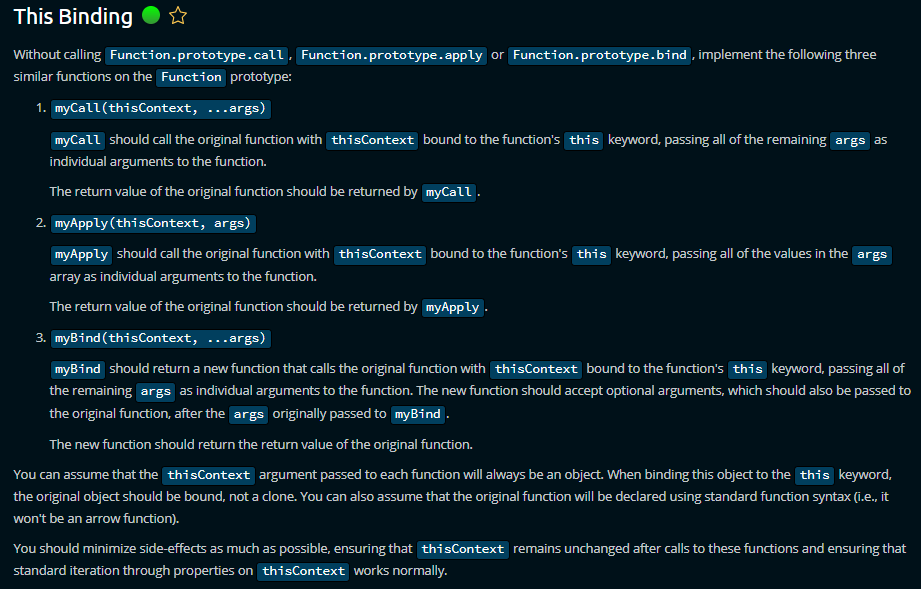 This Binding
Without calling Function.prototype.call, Function.prototype.apply or Function.prototype.bind, implement the following three
similar functions on the Function prototype:
1. myCall(thisContext, ...args)
myCall should call the original function with thisContext bound to the function's this keyword, passing all of the remaining args as
individual arguments to the function.
The return value of the original function should be returned by myCall.
2. myApply(thisContext, args)
myApply should call the original function with thisContext bound to the function's this keyword, passing all of the values in the args
array as individual arguments to the function.
The return value of the original function should be returned by myApply.
3. myBind(thisContext, ...args)
myBind should return a new function that calls the original function with thisContext bound to the function's this keyword, passing all of
the remaining args as individual arguments to the function. The new function should accept optional arguments, which should also be passed to
the original function, after the args originally passed to myBind.
The new function should return the return value of the original function.
You can assume that the thisContext argument passed to each function will always be an object. When binding this object to the this keyword,
the original object should be bound, not a clone. You can also assume that the original function will be declared using standard function syntax (i.e., it
won't be an arrow function).
You should minimize side-effects as much as possible, ensuring that thisContext remains unchanged after calls to these functions and ensuring that
standard iteration through properties on thisContext works normally.